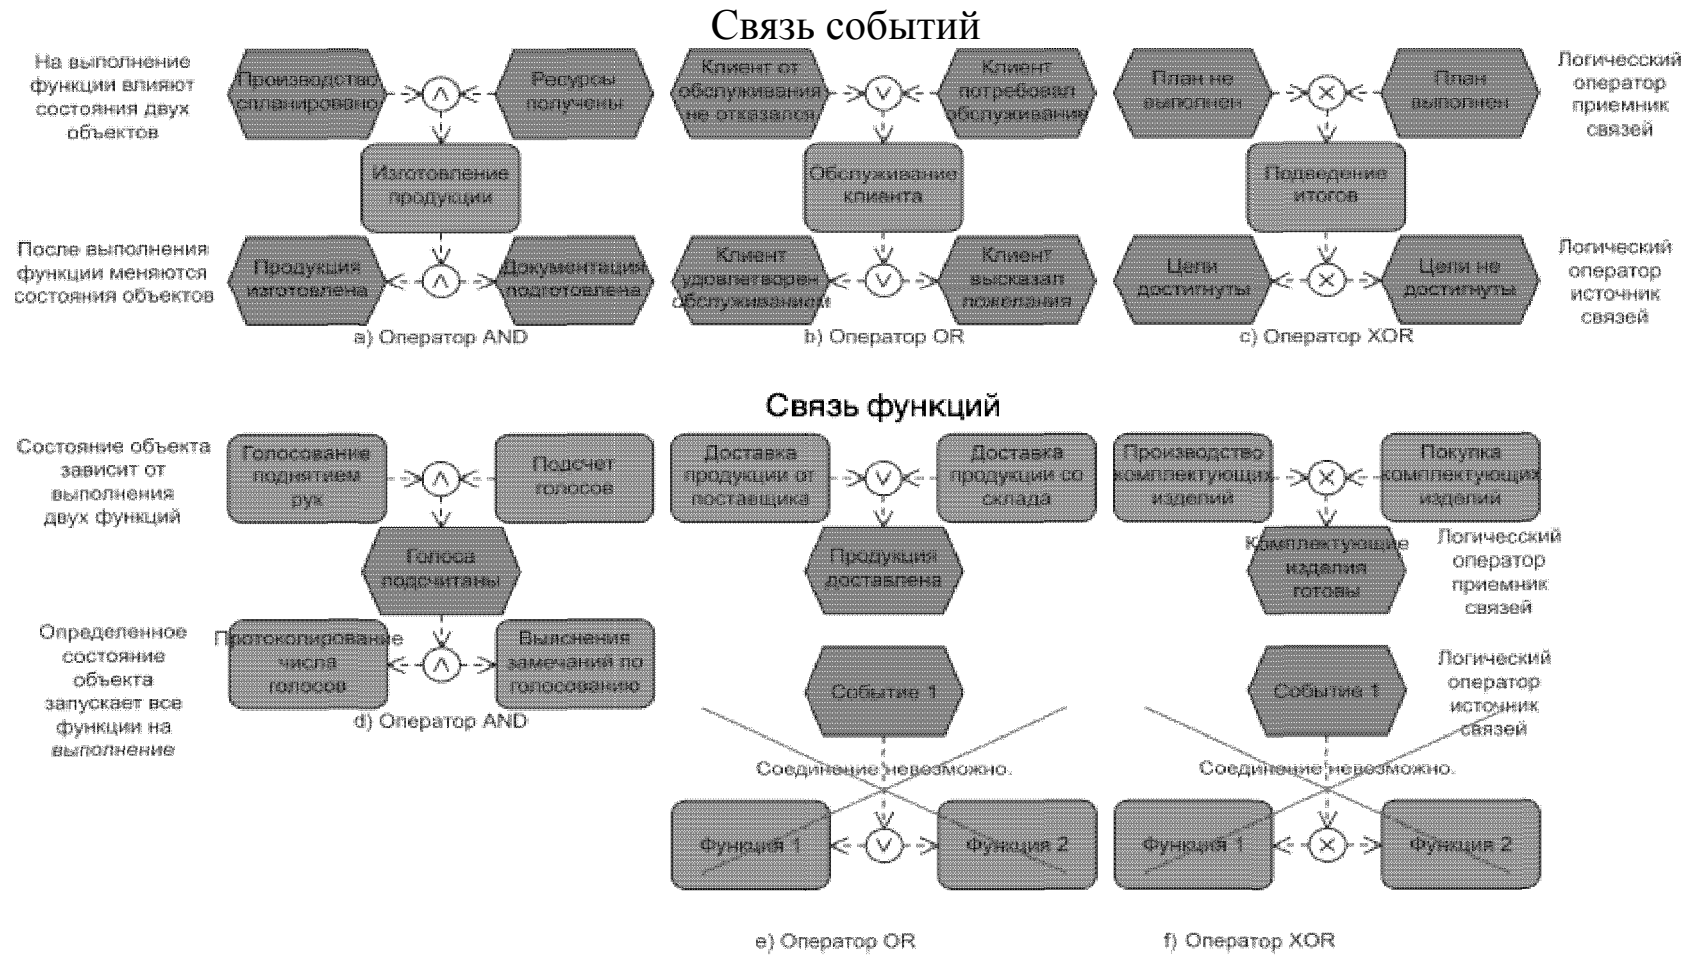 Связь событий
На выполнение
функции влияют
состояния двух
объектов
Производство
спланировано
Ресурсы
получены
Изготовление
продукции
После выполнения
функции меняются
состояния объектов
Продукция
изготовлена
Документация
подготовлена
a) Оператор AND
Клиент от
обслуживания
не отказался
Клиент
потребовал
обслуживание
Обслуживание
клиента
Клиент
удовлетворен
обслуживанием
Клиент
высказал
пожелания
b) Оператор OR
План не
выполнен
План
выполнен
Подведение
итогов
Цели
достигнуты
Цели не
достигнуты
c) Оператор XOR
Логичесский
оператор
приемник
связей
Логический
оператор
источник
связей
Связь функций
Состояние объекта
зависит от
выполнения
двух функций
Голосование
поднятием
рук
Подсчет
голосов
Голоса
подсчитаны
Определенное
состояние
объекта
запускает все
функции на
выполнение
Протоколирование
числа
голосов
Выяснения
замечаний по
голосованию
d) Оператор AND
Доставка
продукции от
поставщика
Доставка
продукции со
склада
Продукция
доставлена
Событие 1
Соединение невозможно.
Функция 1
Функция 2
e) Оператор OR
Производство
комплектующих
изделий
Покупка
комплектующих
изделий
Комплектующие
изделия
готовы
Логичесский
оператор
приемник
связей
Событие 1
Логический
оператор
источник
связей
Соединение невозможно.
Функция 1
Функция 2
f) Оператор XOR